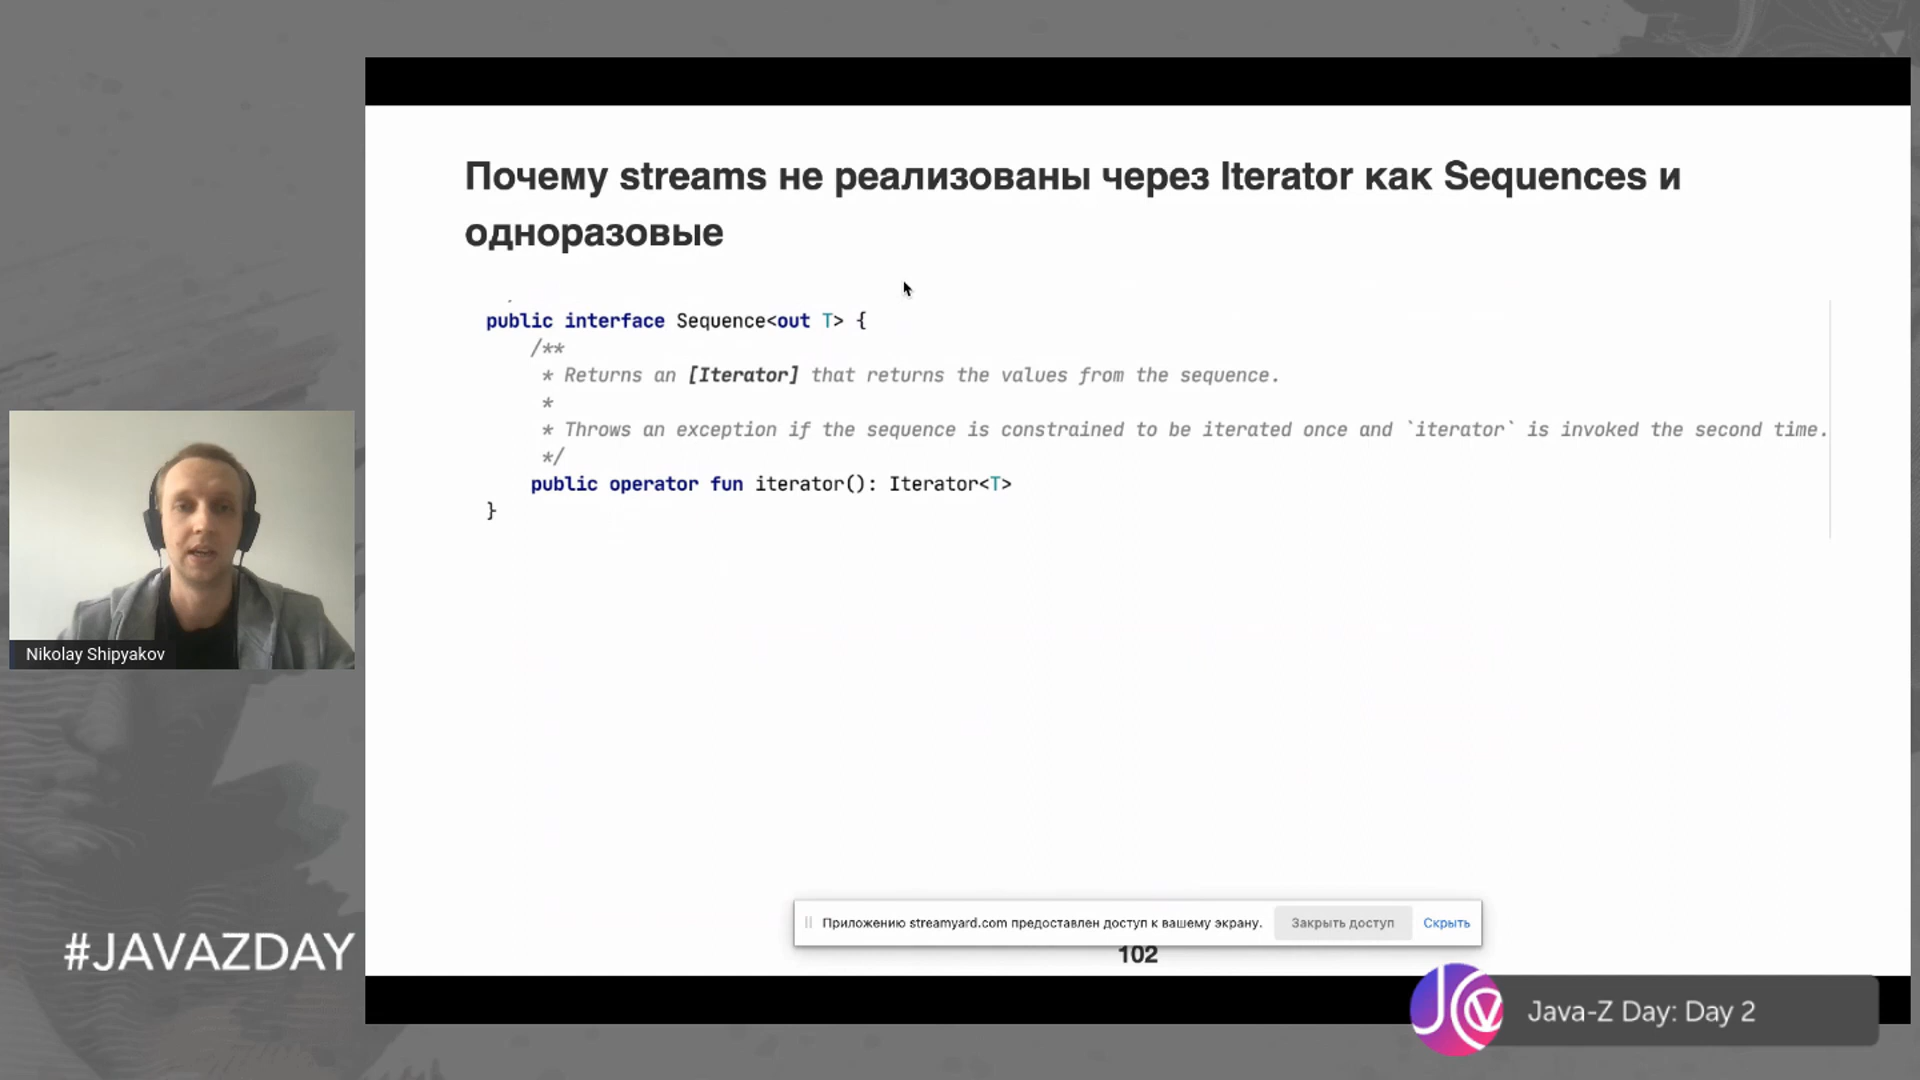 Почему streams не реализованы через Iterator как Sequences и
одноразовые
public interface Sequence<out T> {
/**
* Returns an [Iterator] that returns the values from the sequence.
*
* Throws an exception if the sequence is constrained to be iterated once and `iterator` is invoked the second time.
*/
public operator fun iterator(): Iterator<T>
}
Nikolay Shipyakov
Приложению streamyard.com предоставлен доступ к вашему экрану.
Закрыть доступ
Скрыть
102
#JAVAZDAY
Java-Z Day: Day 2